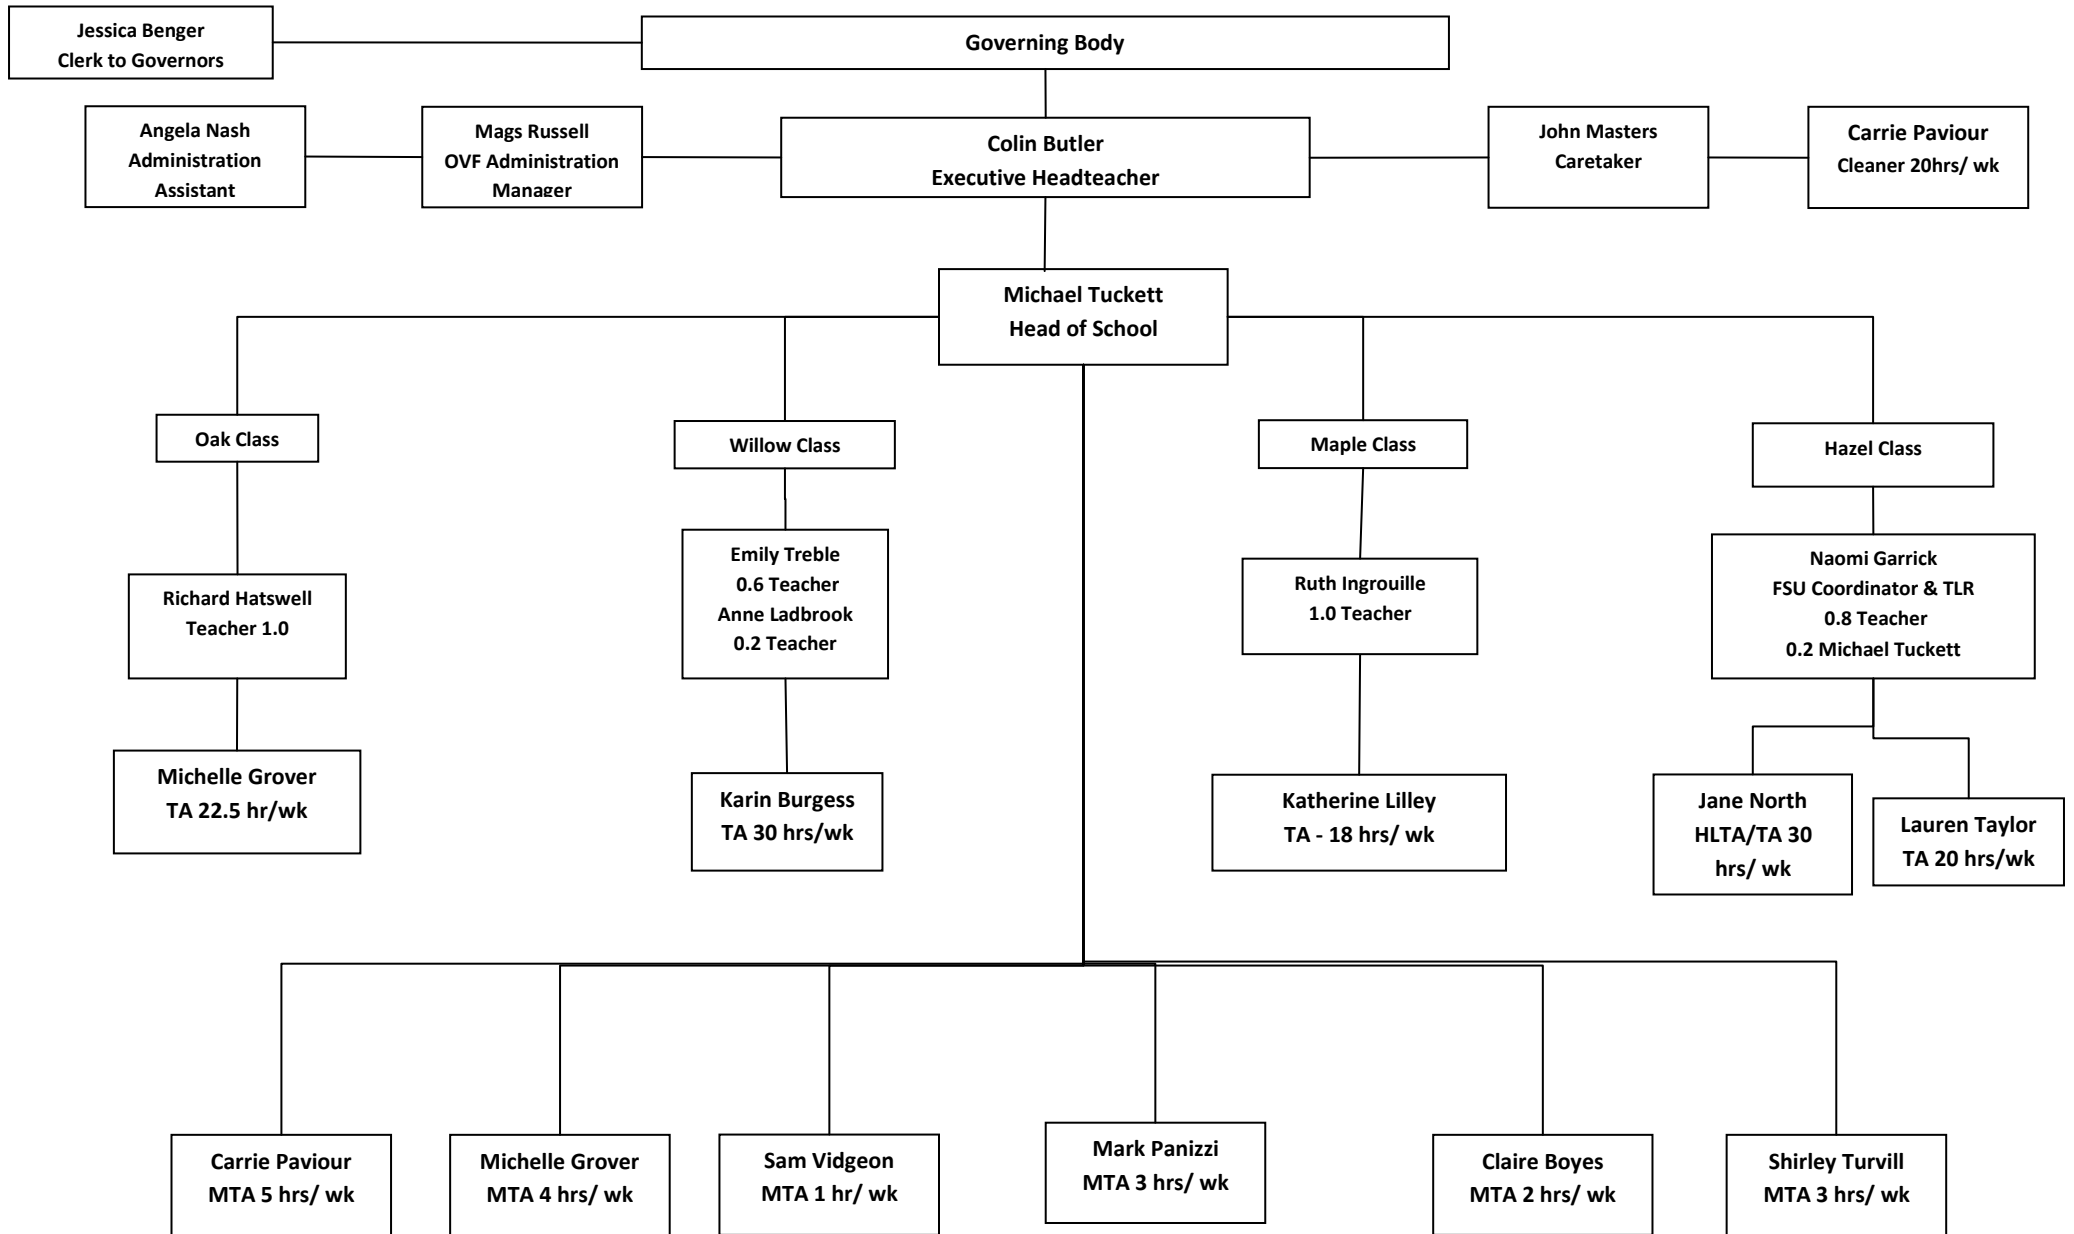 Jessica Benger
Clerk to Governors
Governing Body
Angela Nash
Administration
Assistant
Mags Russell
OVF Administration
Manager
Colin Butler
Executive Headteacher
John Masters
Caretaker
Carrie Paviour
Cleaner 20hrs/ wk
Michael Tuckett
Head of School
Oak Class
Willow Class
Maple Class
Hazel Class
Richard Hatswell
Teacher 1.0
Emily Treble
0.6 Teacher
Anne Ladbrook
0.2 Teacher
Ruth Ingrouille
1.0 Teacher
Naomi Garrick
FSU Coordinator & TLR
0.8 Teacher
0.2 Michael Tuckett
Michelle Grover
TA 22.5 hr/wk
Karin Burgess
TA 30 hrs/wk
Katherine Lilley
TA - 18 hrs/ wk
Jane North
HLTA/TA 30
hrs/ wk
Lauren Taylor
TA 20 hrs/wk
Carrie Paviour
MTA 5 hrs/ wk
Michelle Grover
MTA 4 hrs/ wk
Sam Vidgeon
MTA 1 hr/ wk
Mark Panizzi
MTA 3 hrs/ wk
Claire Boyes
MTA 2 hrs/ wk
Shirley Turvill
MTA 3 hrs/ wk